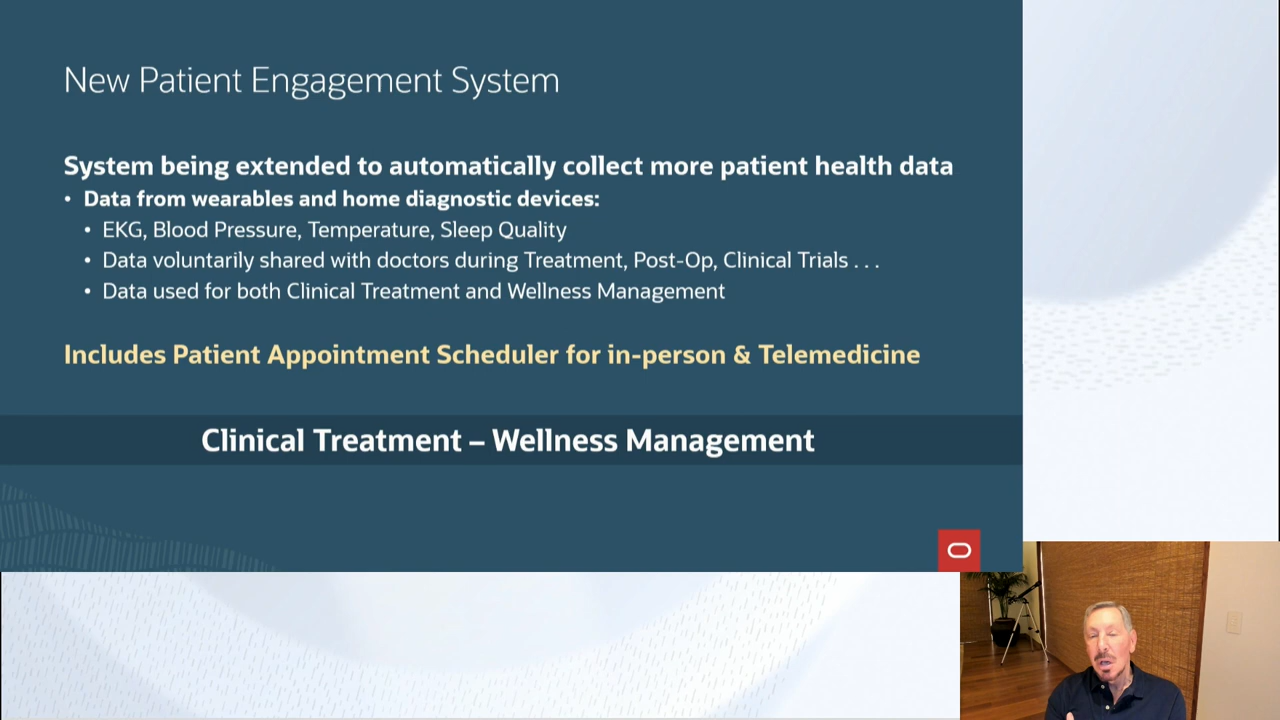 New Patient Engagement System
System being extended to automatically collect more patient health data
• Data from wearables and home diagnostic devices:
• EKG, Blood Pressure, Temperature, Sleep Quality
• Data voluntarily shared with doctors during Treatment, Post-Op, Clinical Trials . . .
• Data used for both Clinical Treatment and Wellness Management
Includes Patient Appointment Scheduler for in-person & Telemedicine
Clinical Treatment – Wellness Management